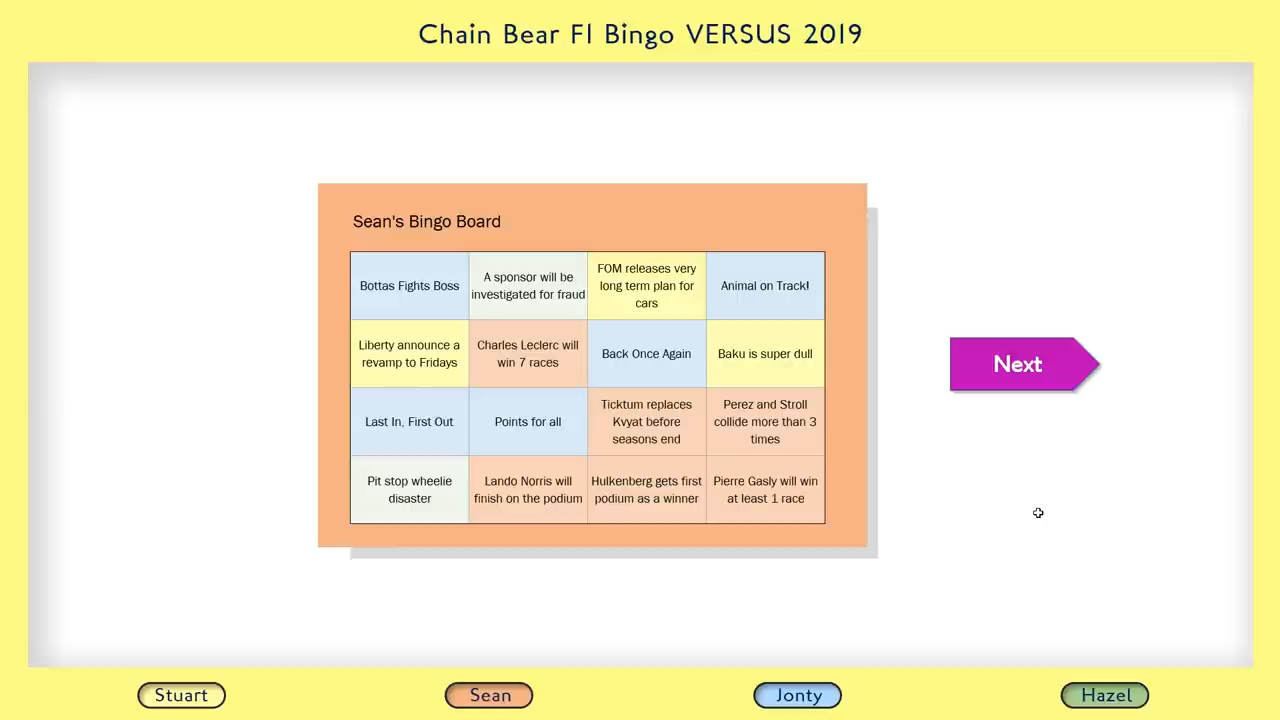 Chain Bear F1 Bingo VERSUS 2019
Sean's Bingo Board
Bottas Fights Boss
A sponsor will be
investigated for fraud
FOM releases very
long term plan for
cars
Animal on Track!
Liberty announce a
revamp to Fridays
Charles Leclerc will
win 7 races
Back Once Again
Baku is super dull
Last In, First Out
Points for all
Ticktum replaces
Kvyat before
seasons end
Perez and Stroll
collide more than 3
times
Pit stop wheelie
disaster
Lando Norris will
finish on the podium
Hulkenberg gets first
podium as a winner
Pierre Gasly will win
at least 1 race
Next
Stuart
Sean
Jonty
Hazel